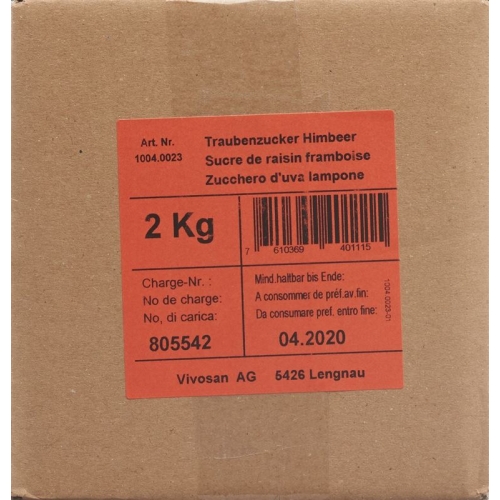 Art. Nr.
1004.0023
Traubenzucker Himbeer
Sucre de raisin framboise
Zucchero d'uva lampone
2 Kg
7 610369 401115
Charge-Nr. :
No de charge:
No, di carica:
805542
Mind.haltbar bis Ende:
A consommer de préf.av.fin:
Da consumare pref. entro fine:
04.2020
1004.0023-01
Vivosan AG 5426 Lengnau